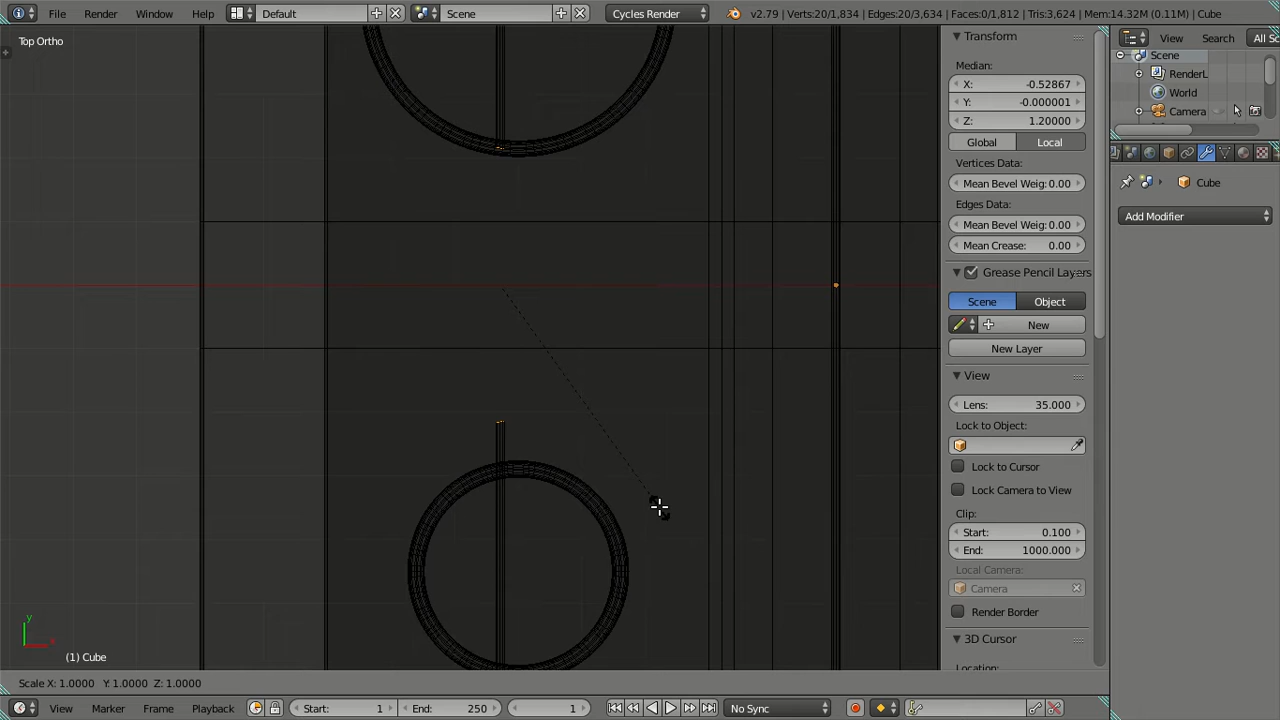 File Render Window Help Default Scene Cycles Render v2.79 | Verts:20/1,834 | Edges:20/3,634 | Faces:0/1,812 | Tris:3,624 | Mem:14.32M (0.11M) | Cube
Top Ortho
Transform
View Search All Sc
Scene
RenderL
World
Camera
Median:
X: -0.52867
Y: -0.000001
Z: 1.20000
Global Local
Vertices Data:
Mean Bevel Weig: 0.00
Edges Data:
Mean Bevel Weig: 0.00
Mean Crease: 0.00
Cube
Add Modifier
Grease Pencil Layers
Scene Object
New
New Layer
View
Lens: 35.000
Lock to Object:
Lock to Cursor
Lock Camera to View
Clip:
Start: 0.100
End: 1000.000
Local Camera:
Camera
Render Border
3D Cursor
Location:
y
x
(1) Cube
Scale X: 1.0000 Y: 1.0000 Z: 1.0000
View Marker Frame Playback Start: 1 End: 250 1 No Sync